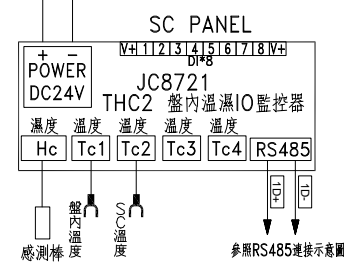 SC PANEL
V+ 1 2 3 4 5 6 7 8 V+
DI*8
+ −
POWER
DC24V
JC8721
THC2 盤內溫濕IO監控器
濕度 溫度 溫度 溫度 溫度
Hc Tc1 Tc2 Tc3 Tc4 RS485
1D+ 1D-
感測棒
盤內溫度
SC溫度
參照RS485連接示意圖